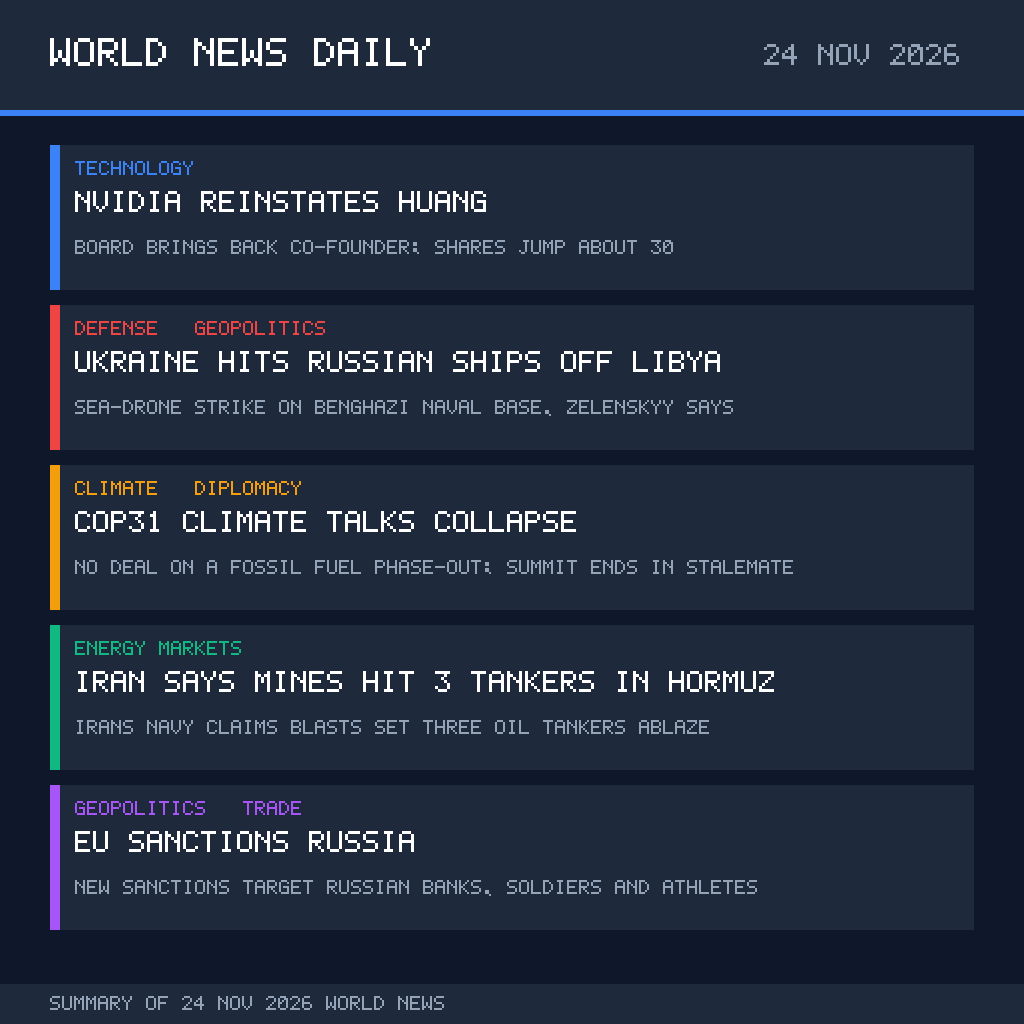 WORLD NEWS DAILY
24 NOV 2026
TECHNOLOGY
NVIDIA REINSTATES HUANG
BOARD BRINGS BACK CO-FOUNDER; SHARES JUMP ABOUT 30
DEFENSE GEOPOLITICS
UKRAINE HITS RUSSIAN SHIPS OFF LIBYA
SEA-DRONE STRIKE ON BENGHAZI NAVAL BASE, ZELENSKYY SAYS
CLIMATE DIPLOMACY
COP31 CLIMATE TALKS COLLAPSE
NO DEAL ON A FOSSIL FUEL PHASE-OUT; SUMMIT ENDS IN STALEMATE
ENERGY MARKETS
IRAN SAYS MINES HIT 3 TANKERS IN HORMUZ
IRANS NAVY CLAIMS BLASTS SET THREE OIL TANKERS ABLAZE
GEOPOLITICS TRADE
EU SANCTIONS RUSSIA
NEW SANCTIONS TARGET RUSSIAN BANKS, SOLDIERS AND ATHLETES
SUMMARY OF 24 NOV 2026 WORLD NEWS